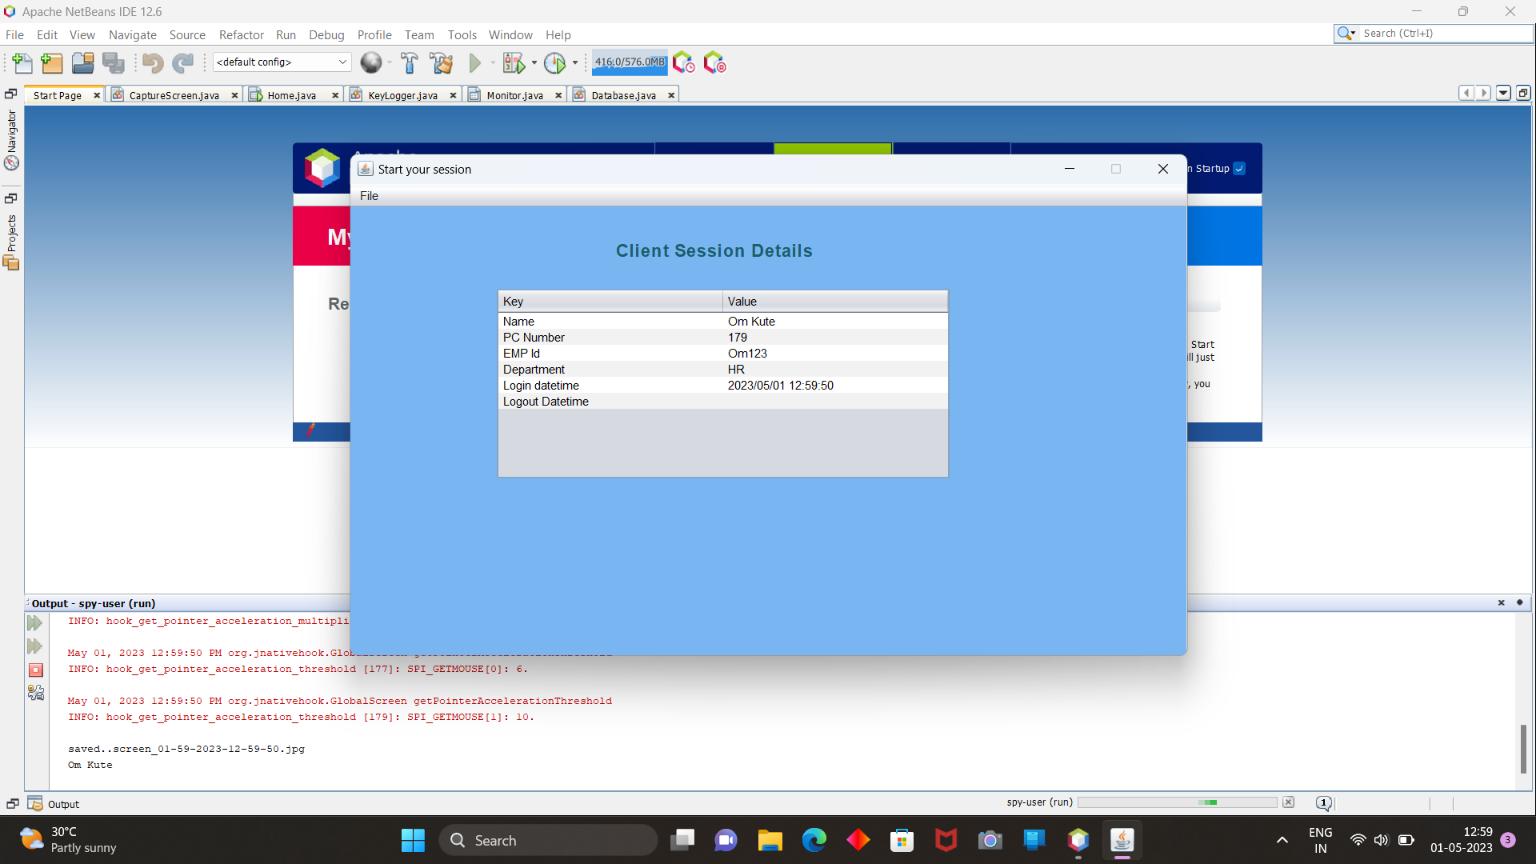 Apache NetBeans IDE 12.6
File Edit View Navigate Source Refactor Run Debug Profile Team Tools Window Help
Search (Ctrl+I)
<default config>
416.0/576.0MB
Start Page
CaptureScreen.java
Home.java
KeyLogger.java
Monitor.java
Database.java
Navigator
Projects
n Startup
Start your session
File
My
Re
Client Session Details
Key Value
Name Om Kute
PC Number 179
EMP Id Om123
Department HR
Login datetime 2023/05/01 12:59:50
Logout Datetime
Start
ll just
, you
Output - spy-user (run)
INFO: hook_get_pointer_acceleration_multipli
May 01, 2023 12:59:50 PM org.jnativehook.Glo
INFO: hook_get_pointer_acceleration_threshold [177]: SPI_GETMOUSE[0]: 6.
May 01, 2023 12:59:50 PM org.jnativehook.GlobalScreen getPointerAccelerationThreshold
INFO: hook_get_pointer_acceleration_threshold [179]: SPI_GETMOUSE[1]: 10.
saved..screen_01-59-2023-12-59-50.jpg
Om Kute
Output
spy-user (run)
1
30°C
Partly sunny
Search
ENG
IN
12:59
01-05-2023
3